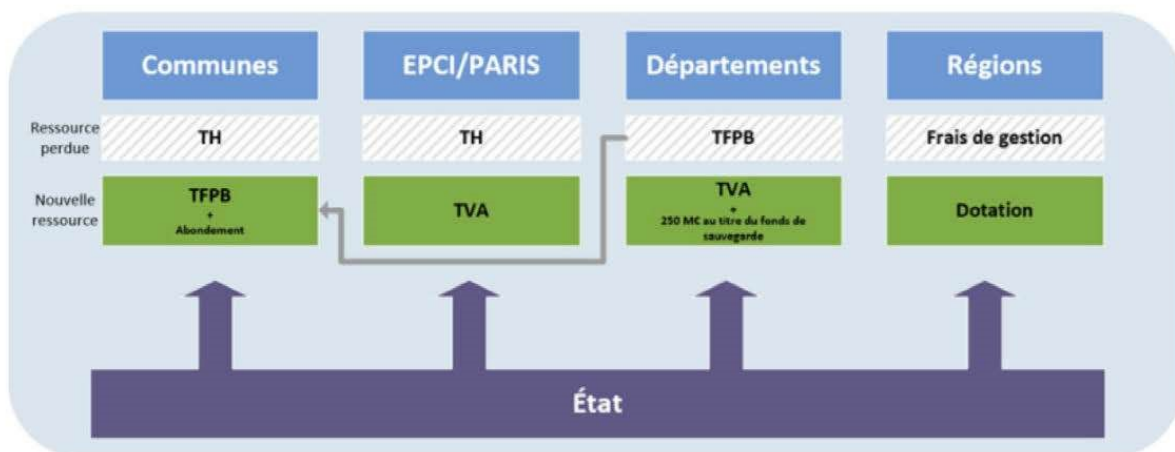 Communes
EPCI/PARIS
Départements
Régions
Ressource
perdue
TH
TH
TFPB
Frais de gestion
Nouvelle
ressource
TFPB
+
Abondement
TVA
TVA
+
250 M€ au titre du fonds de
sauvegarde
Dotation
État